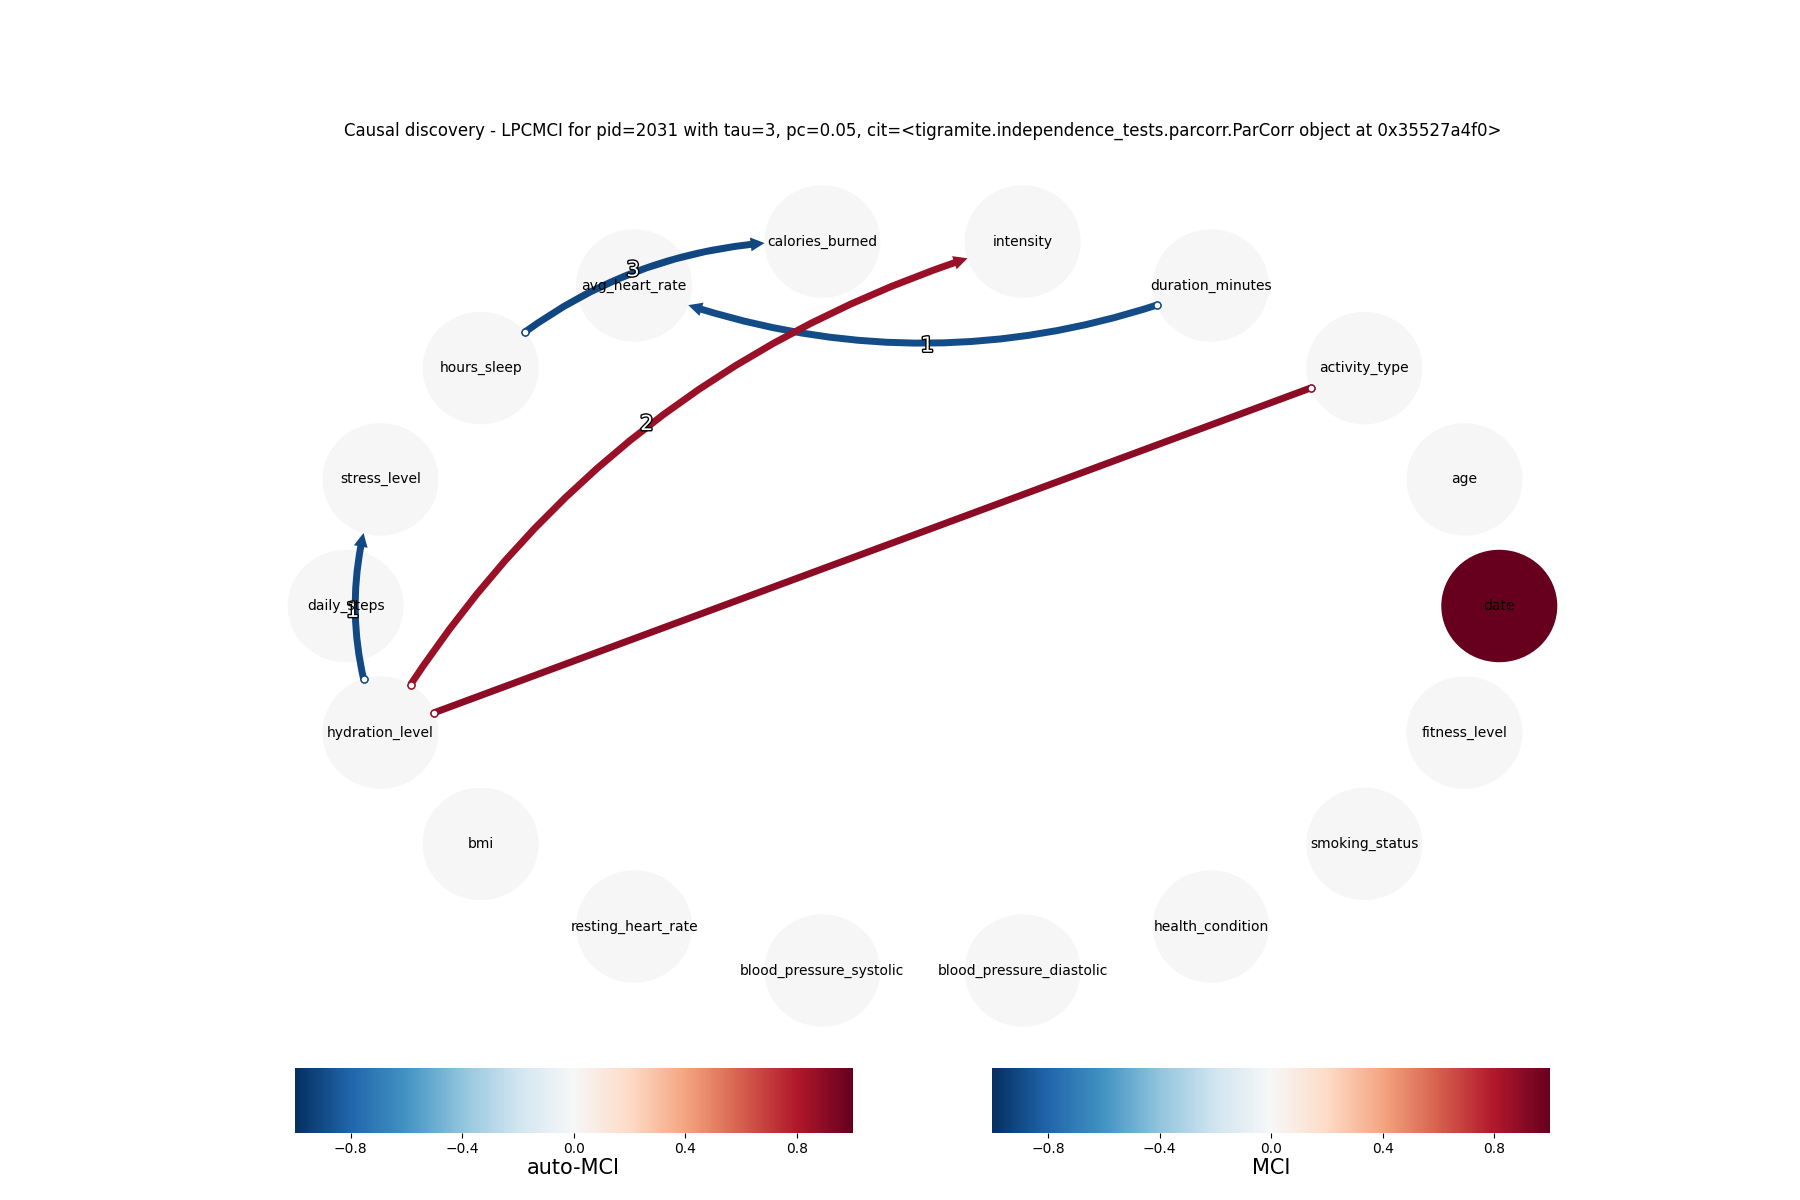 Causal discovery - LPCMCI for pid=2031 with tau=3, pc=0.05, cit=<tigramite.independence_tests.parcorr.ParCorr object at 0x35527a4f0>
calories_burned
intensity
3
avg_heart_rate
duration_minutes
1
hours_sleep
activity_type
2
stress_level
age
daily_steps
1
date
hydration_level
fitness_level
bmi
smoking_status
resting_heart_rate
health_condition
blood_pressure_systolic
blood_pressure_diastolic
−0.8 −0.4 0.0 0.4 0.8
auto-MCI
−0.8 −0.4 0.0 0.4 0.8
MCI